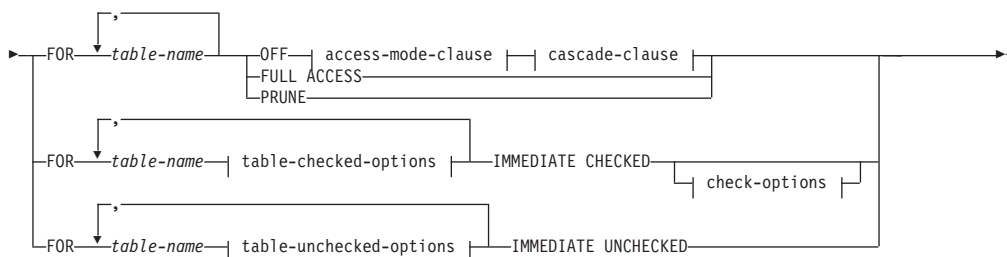 ,
FOR table-name OFF access-mode-clause cascade-clause
FULL ACCESS
PRUNE
,
FOR table-name table-checked-options IMMEDIATE CHECKED
check-options
,
FOR table-name table-unchecked-options IMMEDIATE UNCHECKED